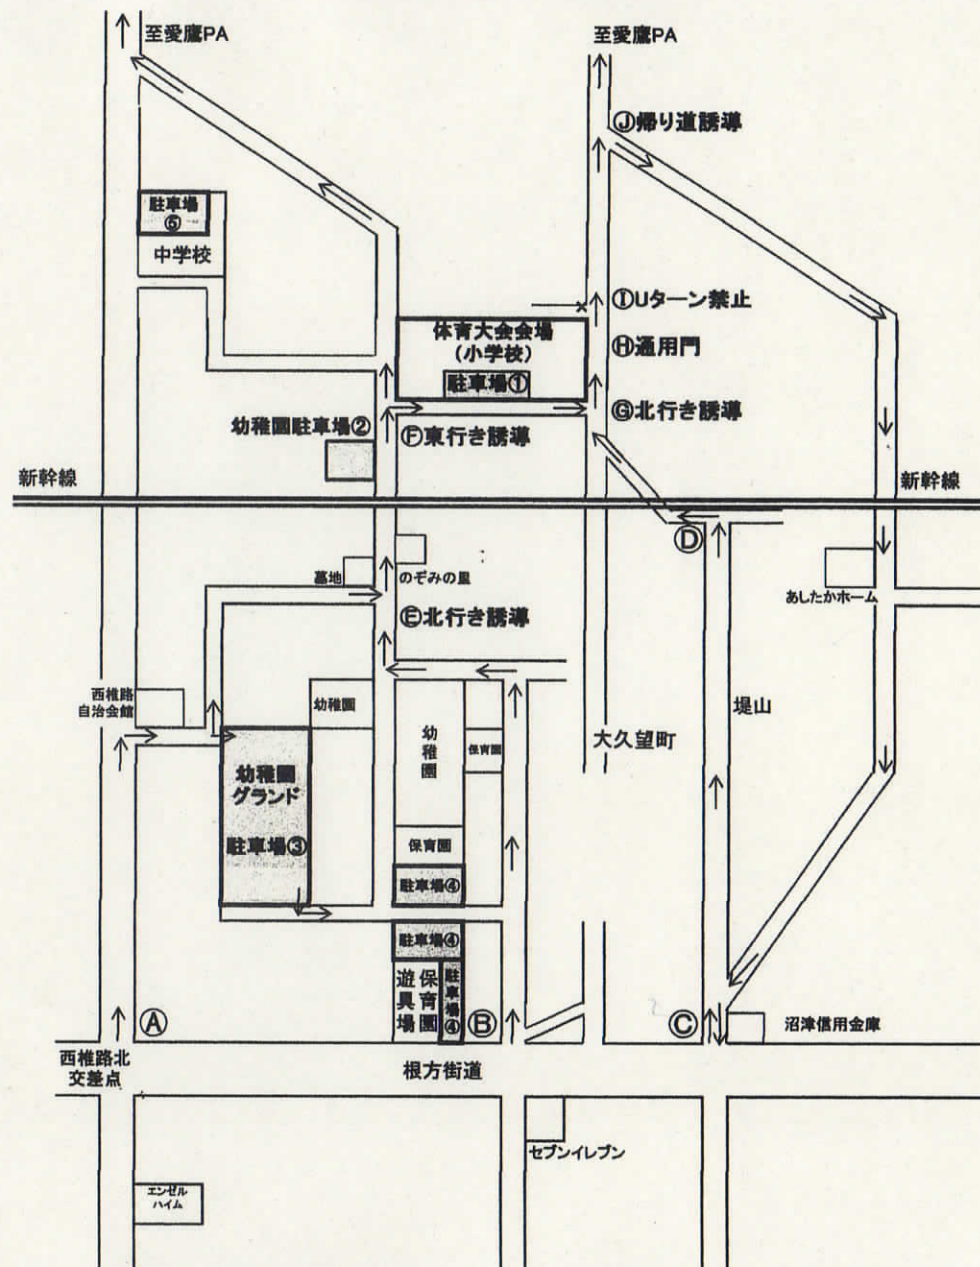 至愛鷹PA
至愛鷹PA
Ⓙ帰り道誘導
駐車場
⑤
中学校
ⒾUターン禁止
体育大会会場
(小学校)
駐車場①
Ⓗ通用門
Ⓖ北行き誘導
幼稚園駐車場②
Ⓕ東行き誘導
新幹線
新幹線
Ⓓ
墓地
のぞみの里
あしたかホーム
Ⓔ北行き誘導
西椎路
自治会館
幼稚園
幼稚園
保育園
大久望町
堤山
幼稚園
グランド
駐車場③
保育園
駐車場④
駐車場④
遊具場
保育園
駐車場④
Ⓐ
Ⓑ
Ⓒ
沼津信用金庫
西椎路北
交差点
根方街道
セブンイレブン
エンゼル
ハイム